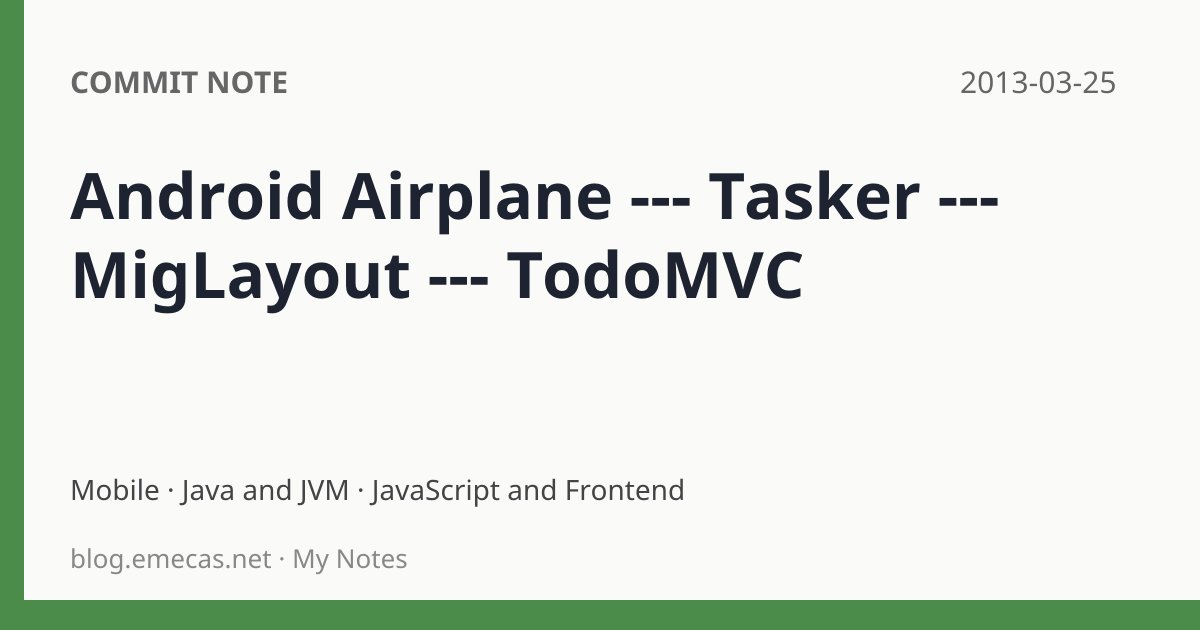 COMMIT NOTE
2013-03-25
Android Airplane --- Tasker ---
MigLayout --- TodoMVC
Mobile · Java and JVM · JavaScript and Frontend
blog.emecas.net · My Notes